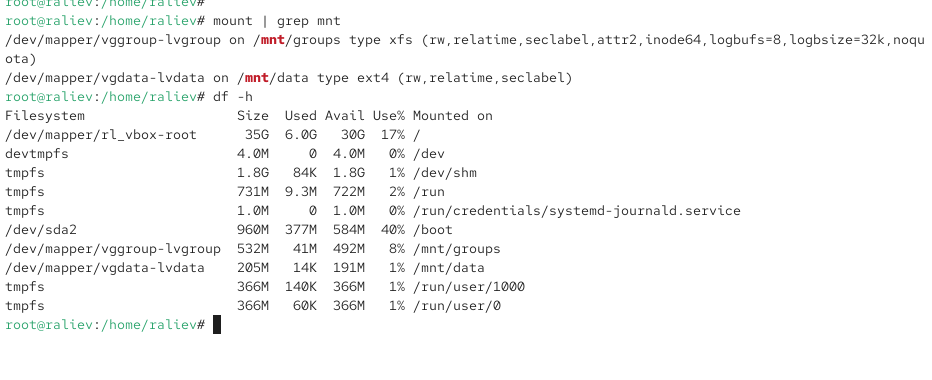 root@raliev:/home/raliev#
root@raliev:/home/raliev# mount | grep mnt
/dev/mapper/vggroup-lvgroup on /mnt/groups type xfs (rw,relatime,seclabel,attr2,inode64,logbufs=8,logbsize=32k,noqu
ota)
/dev/mapper/vgdata-lvdata on /mnt/data type ext4 (rw,relatime,seclabel)
root@raliev:/home/raliev# df -h
Filesystem                   Size  Used Avail Use% Mounted on
/dev/mapper/rl_vbox-root      35G  6.0G   30G  17% /
devtmpfs                     4.0M     0  4.0M   0% /dev
tmpfs                        1.8G   84K  1.8G   1% /dev/shm
tmpfs                        731M  9.3M  722M   2% /run
tmpfs                        1.0M     0  1.0M   0% /run/credentials/systemd-journald.service
/dev/sda2                    960M  377M  584M  40% /boot
/dev/mapper/vggroup-lvgroup  532M   41M  492M   8% /mnt/groups
/dev/mapper/vgdata-lvdata    205M   14K  191M   1% /mnt/data
tmpfs                        366M  140K  366M   1% /run/user/1000
tmpfs                        366M   60K  366M   1% /run/user/0
root@raliev:/home/raliev#